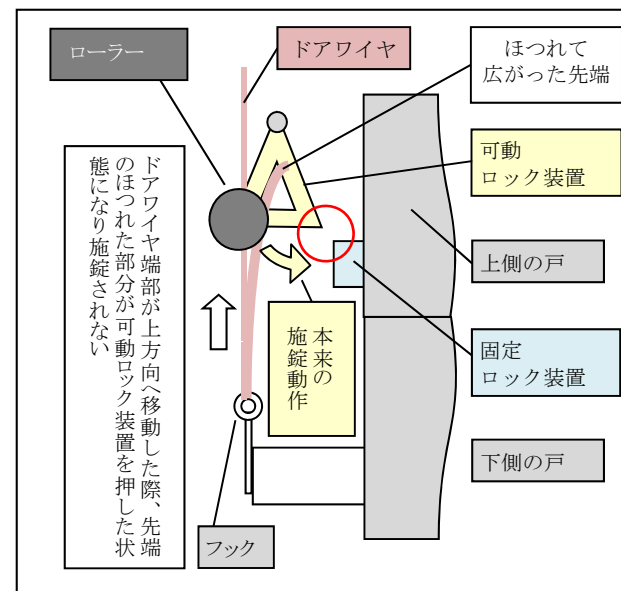 ローラー
ドアワイヤ
ほつれて
広がった先端
可動
ロック装置
上側の戸
固定
ロック装置
下側の戸
本来の
施錠動作
フック
ドアワイヤ端部が上方向へ移動した際、先端
のほつれた部分が可動ロック装置を押した状
態になり施錠されない